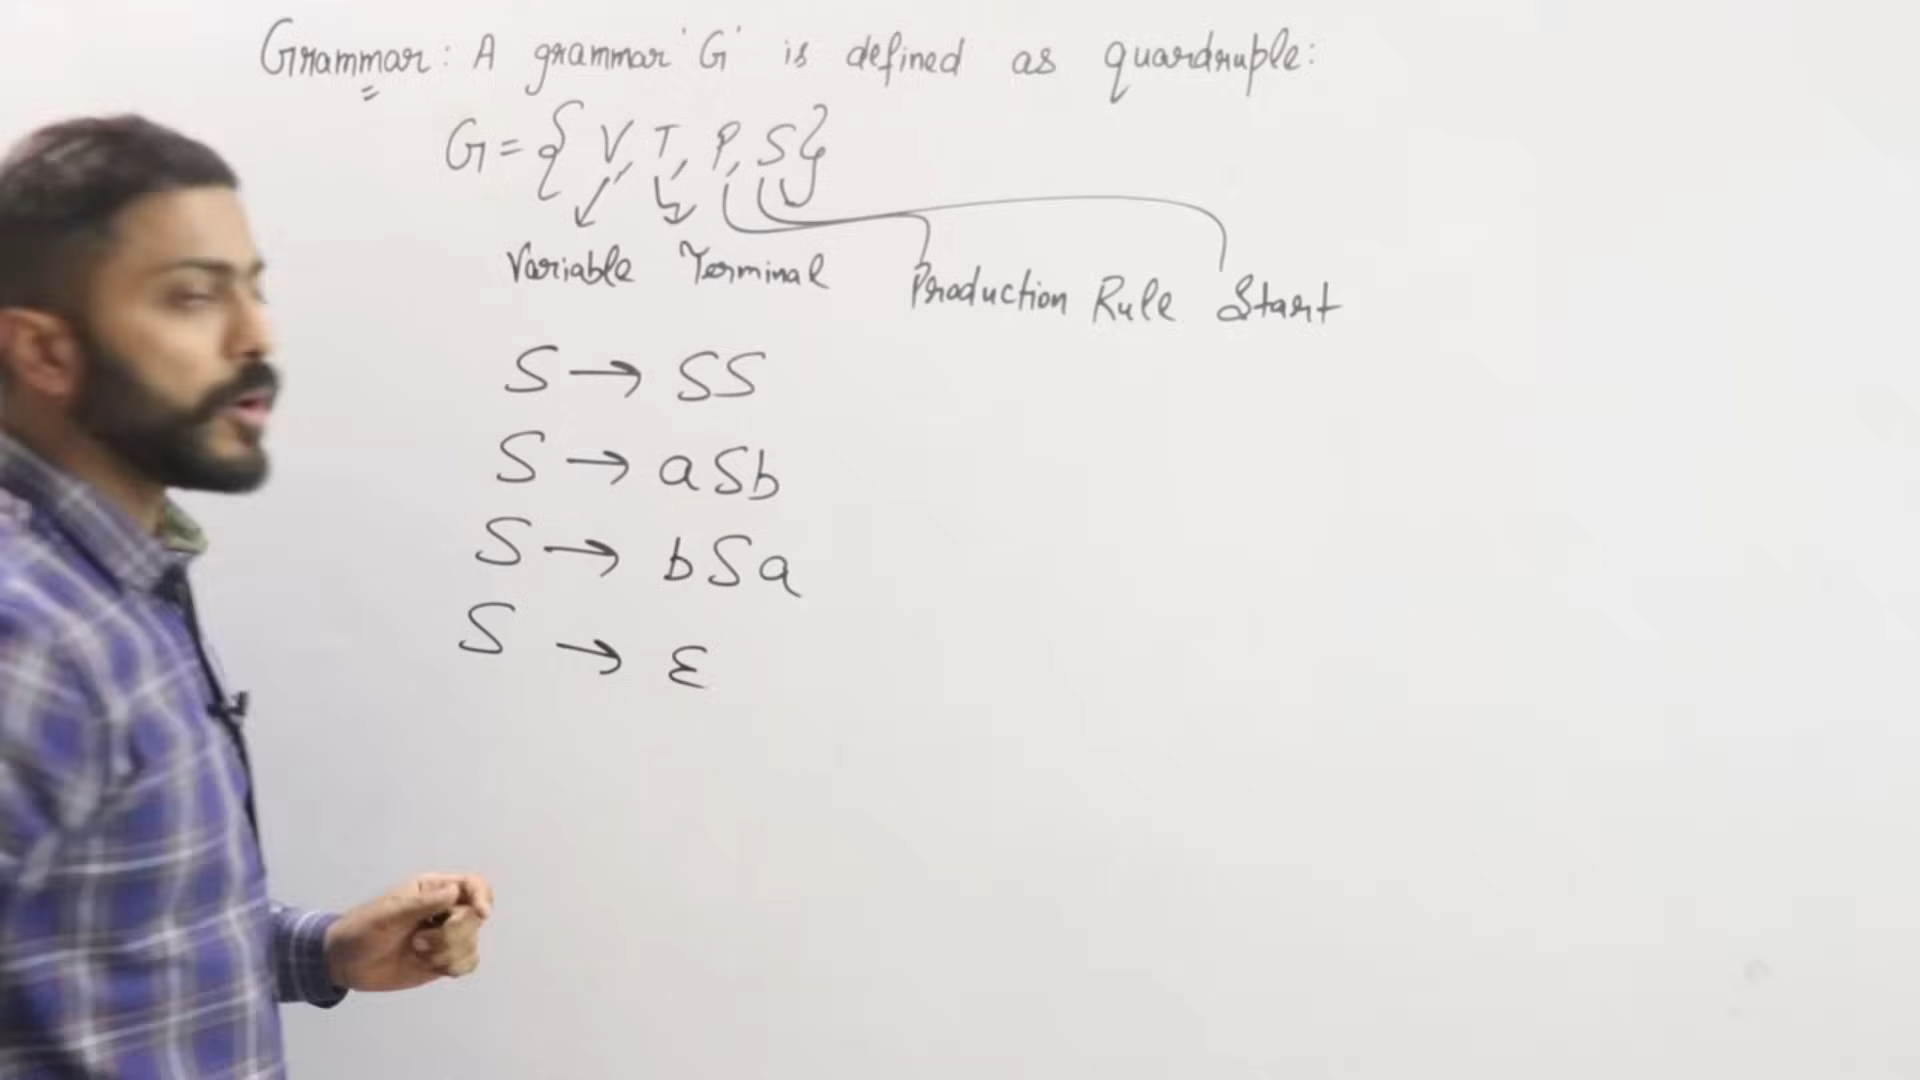 Grammar: A grammar 'G' is defined as quardruple:
G = { V, T, P, S }
Variable Terminal Production Rule Start
S → SS
S → aSb
S → bSa
S → ε